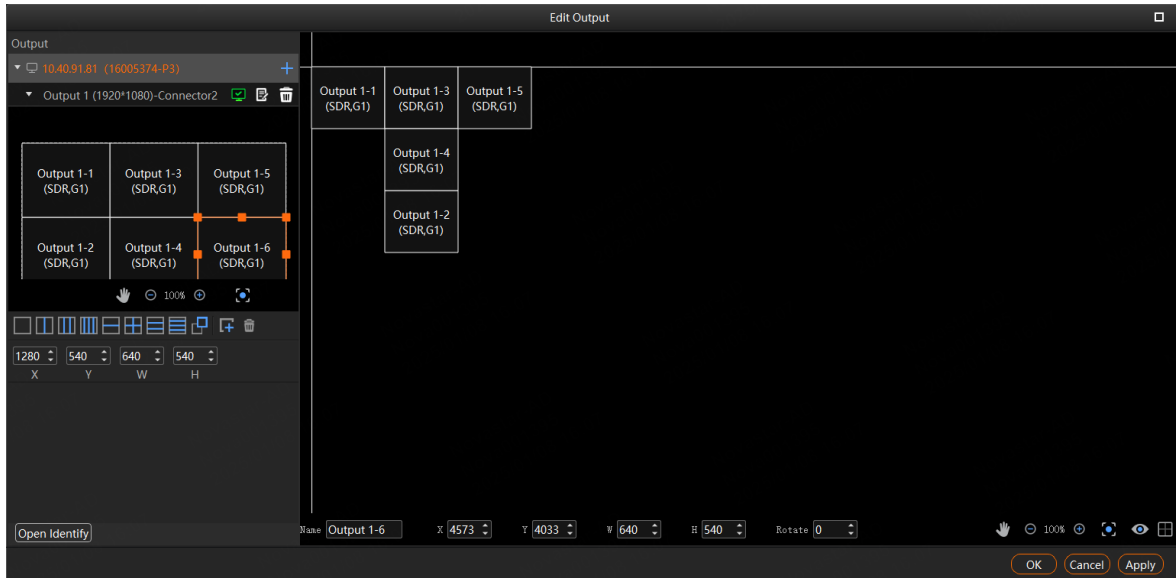 Edit Output
Output
10.40.91.81 (16005374-P3)
Output 1 (1920*1080)-Connector2
Output 1-1 (SDR,G1)
Output 1-3 (SDR,G1)
Output 1-5 (SDR,G1)
Output 1-2 (SDR,G1)
Output 1-4 (SDR,G1)
Output 1-6 (SDR,G1)
100%
1280 540 640 540
X Y W H
Open Identify
Output 1-1 (SDR,G1)
Output 1-3 (SDR,G1)
Output 1-5 (SDR,G1)
Output 1-4 (SDR,G1)
Output 1-2 (SDR,G1)
Name Output 1-6 X 4573 Y 4033 W 640 H 540 Rotate 0 100%
OK Cancel Apply